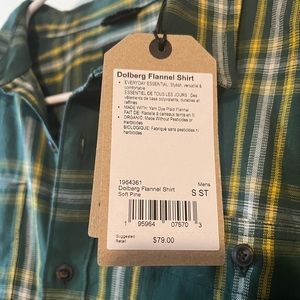 Dolberg Flannel Shirt
• EVERYDAY ESSENTIAL: Stylish, versatile &
comfortable
ESSENTIEL DE TOUS LES JOURS : Des
vêtements de base polyvalents, durables et
raffinés
• MADE WITH: Yarn Dye Plaid Flannel
FAIT DE: Flanelle à carreaux teinte en fil
• ORGANIC: Made Without Pesticides or
Herbicides
BIOLOGIQUE: Fabriqué sans pesticides ni
herbicides
1964361
Mens
Dolberg Flannel Shirt
Soft Pine
S ST
1 95964 07570 3
Suggested
Retail
$79.00